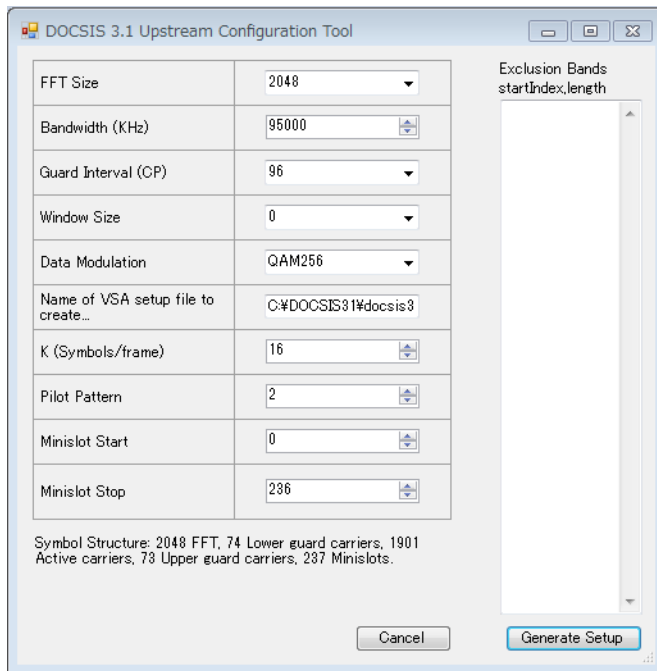 DOCSIS 3.1 Upstream Configuration Tool
Exclusion Bands
startIndex,length
FFT Size 2048
Bandwidth (KHz) 95000
Guard Interval (CP) 96
Window Size 0
Data Modulation QAM256
Name of VSA setup file to
create... C:¥DOCSIS31¥docsis3
K (Symbols/frame) 16
Pilot Pattern 2
Minislot Start 0
Minislot Stop 236
Symbol Structure: 2048 FFT, 74 Lower guard carriers, 1901
Active carriers, 73 Upper guard carriers, 237 Minislots.
Cancel
Generate Setup